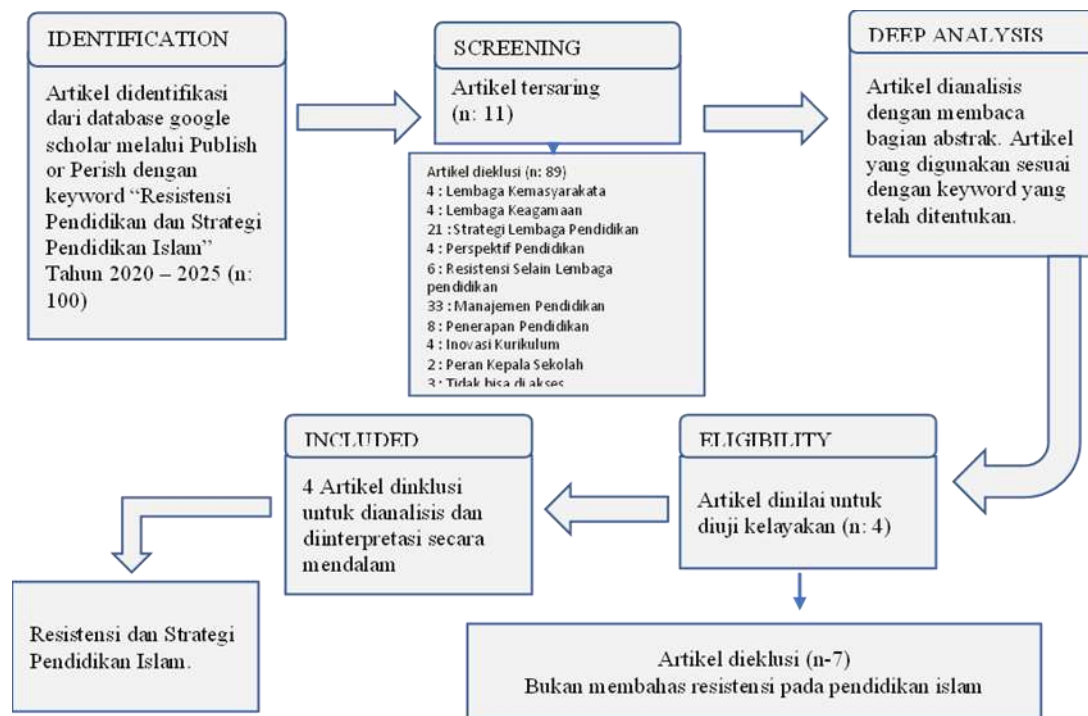 IDENTIFICATION
Artikel didentifikasi
dari database google
scholar melalui Publish
or Perish dengan
keyword “Resistensi
Pendidikan dan Strategi
Pendidikan Islam”
Tahun 2020 – 2025 (n:
100)
SCREENING
Artikel tersaring
(n: 11)
Artikel dieklusi (n: 89)
4 : Lembaga Kemasyarakata
4 : Lembaga Keagamaan
21 : Strategi Lembaga Pendidikan
4 : Perspektif Pendidikan
6 : Resistensi Selain Lembaga
pendidikan
33 : Manajemen Pendidikan
8 : Penerapan Pendidikan
4 : Inovasi Kurikulum
2 : Peran Kepala Sekolah
3 : Tidak bisa di akses
DEEP ANALYSIS
Artikel dianalisis
dengan membaca
bagian abstrak. Artikel
yang digunakan sesuai
dengan keyword yang
telah ditentukan.
ELIGIBILITY
Artikel dinilai untuk
diuji kelayakan (n: 4)
Artikel dieklusi (n-7)
Bukan membahas resistensi pada pendidikan islam
INCLUDED
4 Artikel dinklusi
untuk dianalisis dan
diinterpretasi secara
mendalam
Resistensi dan Strategi
Pendidikan Islam.